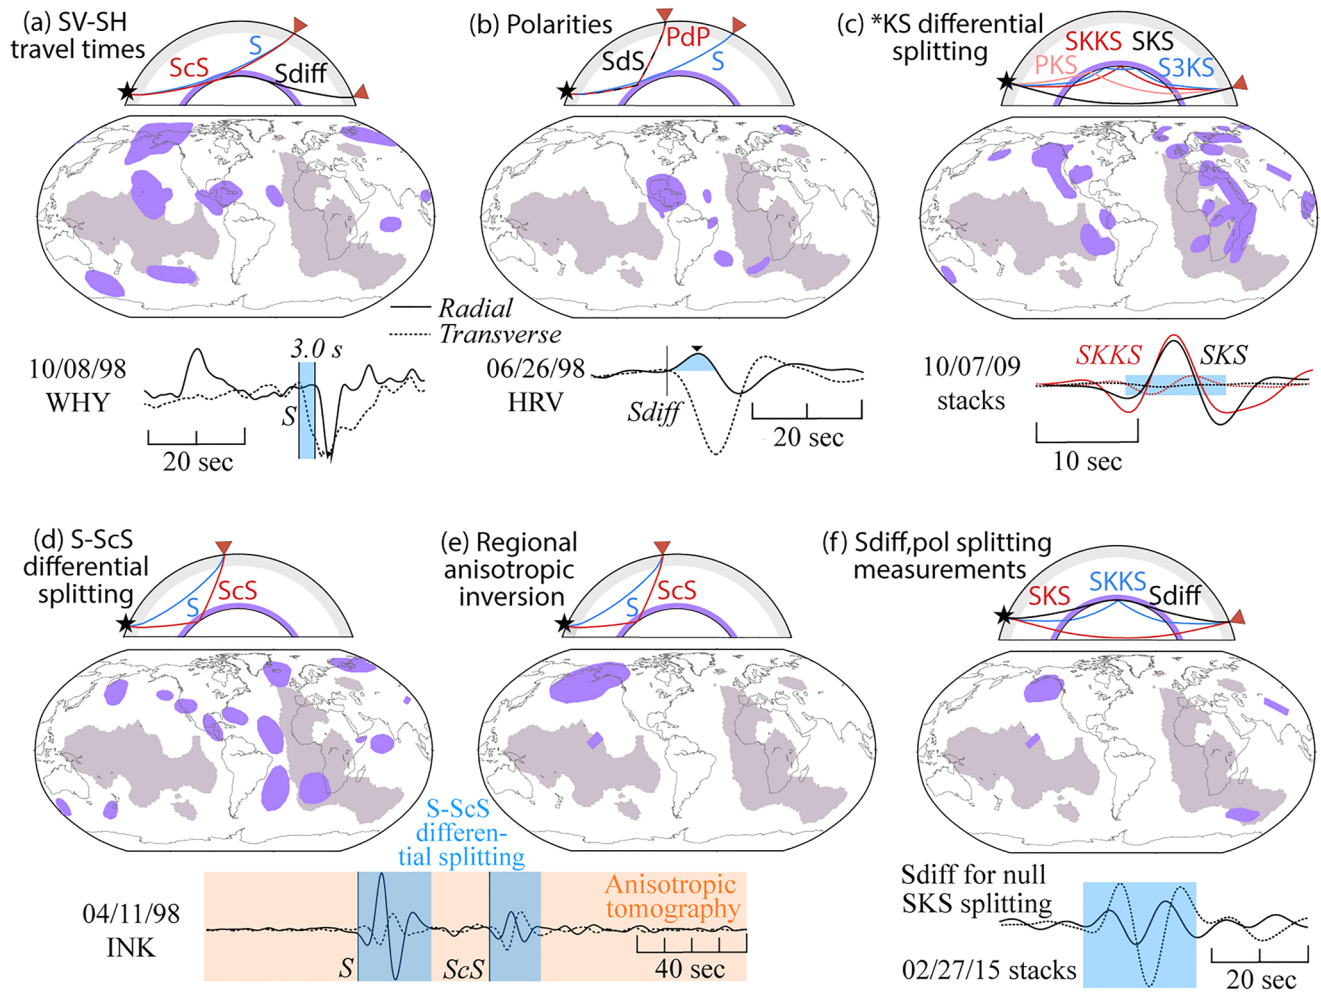 (a) SV-SH
travel times
S
ScS
Sdiff
(b) Polarities
PdP
SdS
S
(c) *KS differential
splitting
SKKS SKS
PKS
S3KS
Radial
Transverse
10/08/98
WHY
3.0 s
S
20 sec
06/26/98
HRV
Sdiff
20 sec
10/07/09
stacks
SKKS
SKS
10 sec
(d) S-ScS
differential
splitting
ScS
S
(e) Regional
anisotropic
inversion
ScS
S
(f) Sdiff,pol splitting
measurements
SKKS
SKS
Sdiff
S-ScS
differen-
tial splitting
04/11/98
INK
S
ScS
Anisotropic
tomography
40 sec
Sdiff for null
SKS splitting
02/27/15 stacks
20 sec